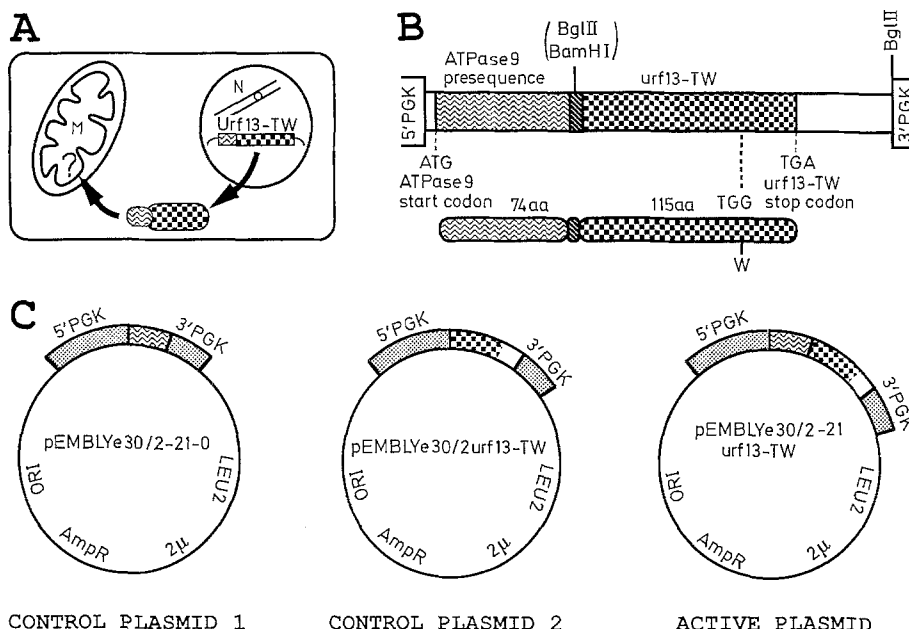 A
N
Urf13-TW
M
?
B
BglII
(BamHI)
BglII
ATPase9
presequence
urf13-TW
5'PGK
3'PGK
ATG
ATPase9
start codon
TGG
TGA
urf13-TW
stop codon
74aa
115aa
W
C
5'PGK
3'PGK
pEMBLYe30/2-21-0
ORI
AmpR
2μ
LEU2
CONTROL PLASMID 1
5'PGK
3'PGK
pEMBLYe30/2urf13-TW
ORI
AmpR
2μ
LEU2
CONTROL PLASMID 2
5'PGK
3'PGK
pEMBLYe30/2-21
urf13-TW
ORI
AmpR
2μ
LEU2
ACTIVE PLASMID